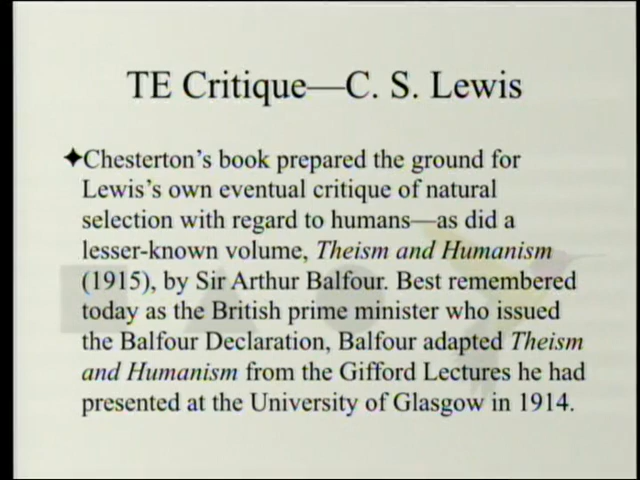 TE Critique—C. S. Lewis
✦Chesterton's book prepared the ground for
Lewis's own eventual critique of natural
selection with regard to humans—as did a
lesser-known volume, Theism and Humanism
(1915), by Sir Arthur Balfour. Best remembered
today as the British prime minister who issued
the Balfour Declaration, Balfour adapted Theism
and Humanism from the Gifford Lectures he had
presented at the University of Glasgow in 1914.